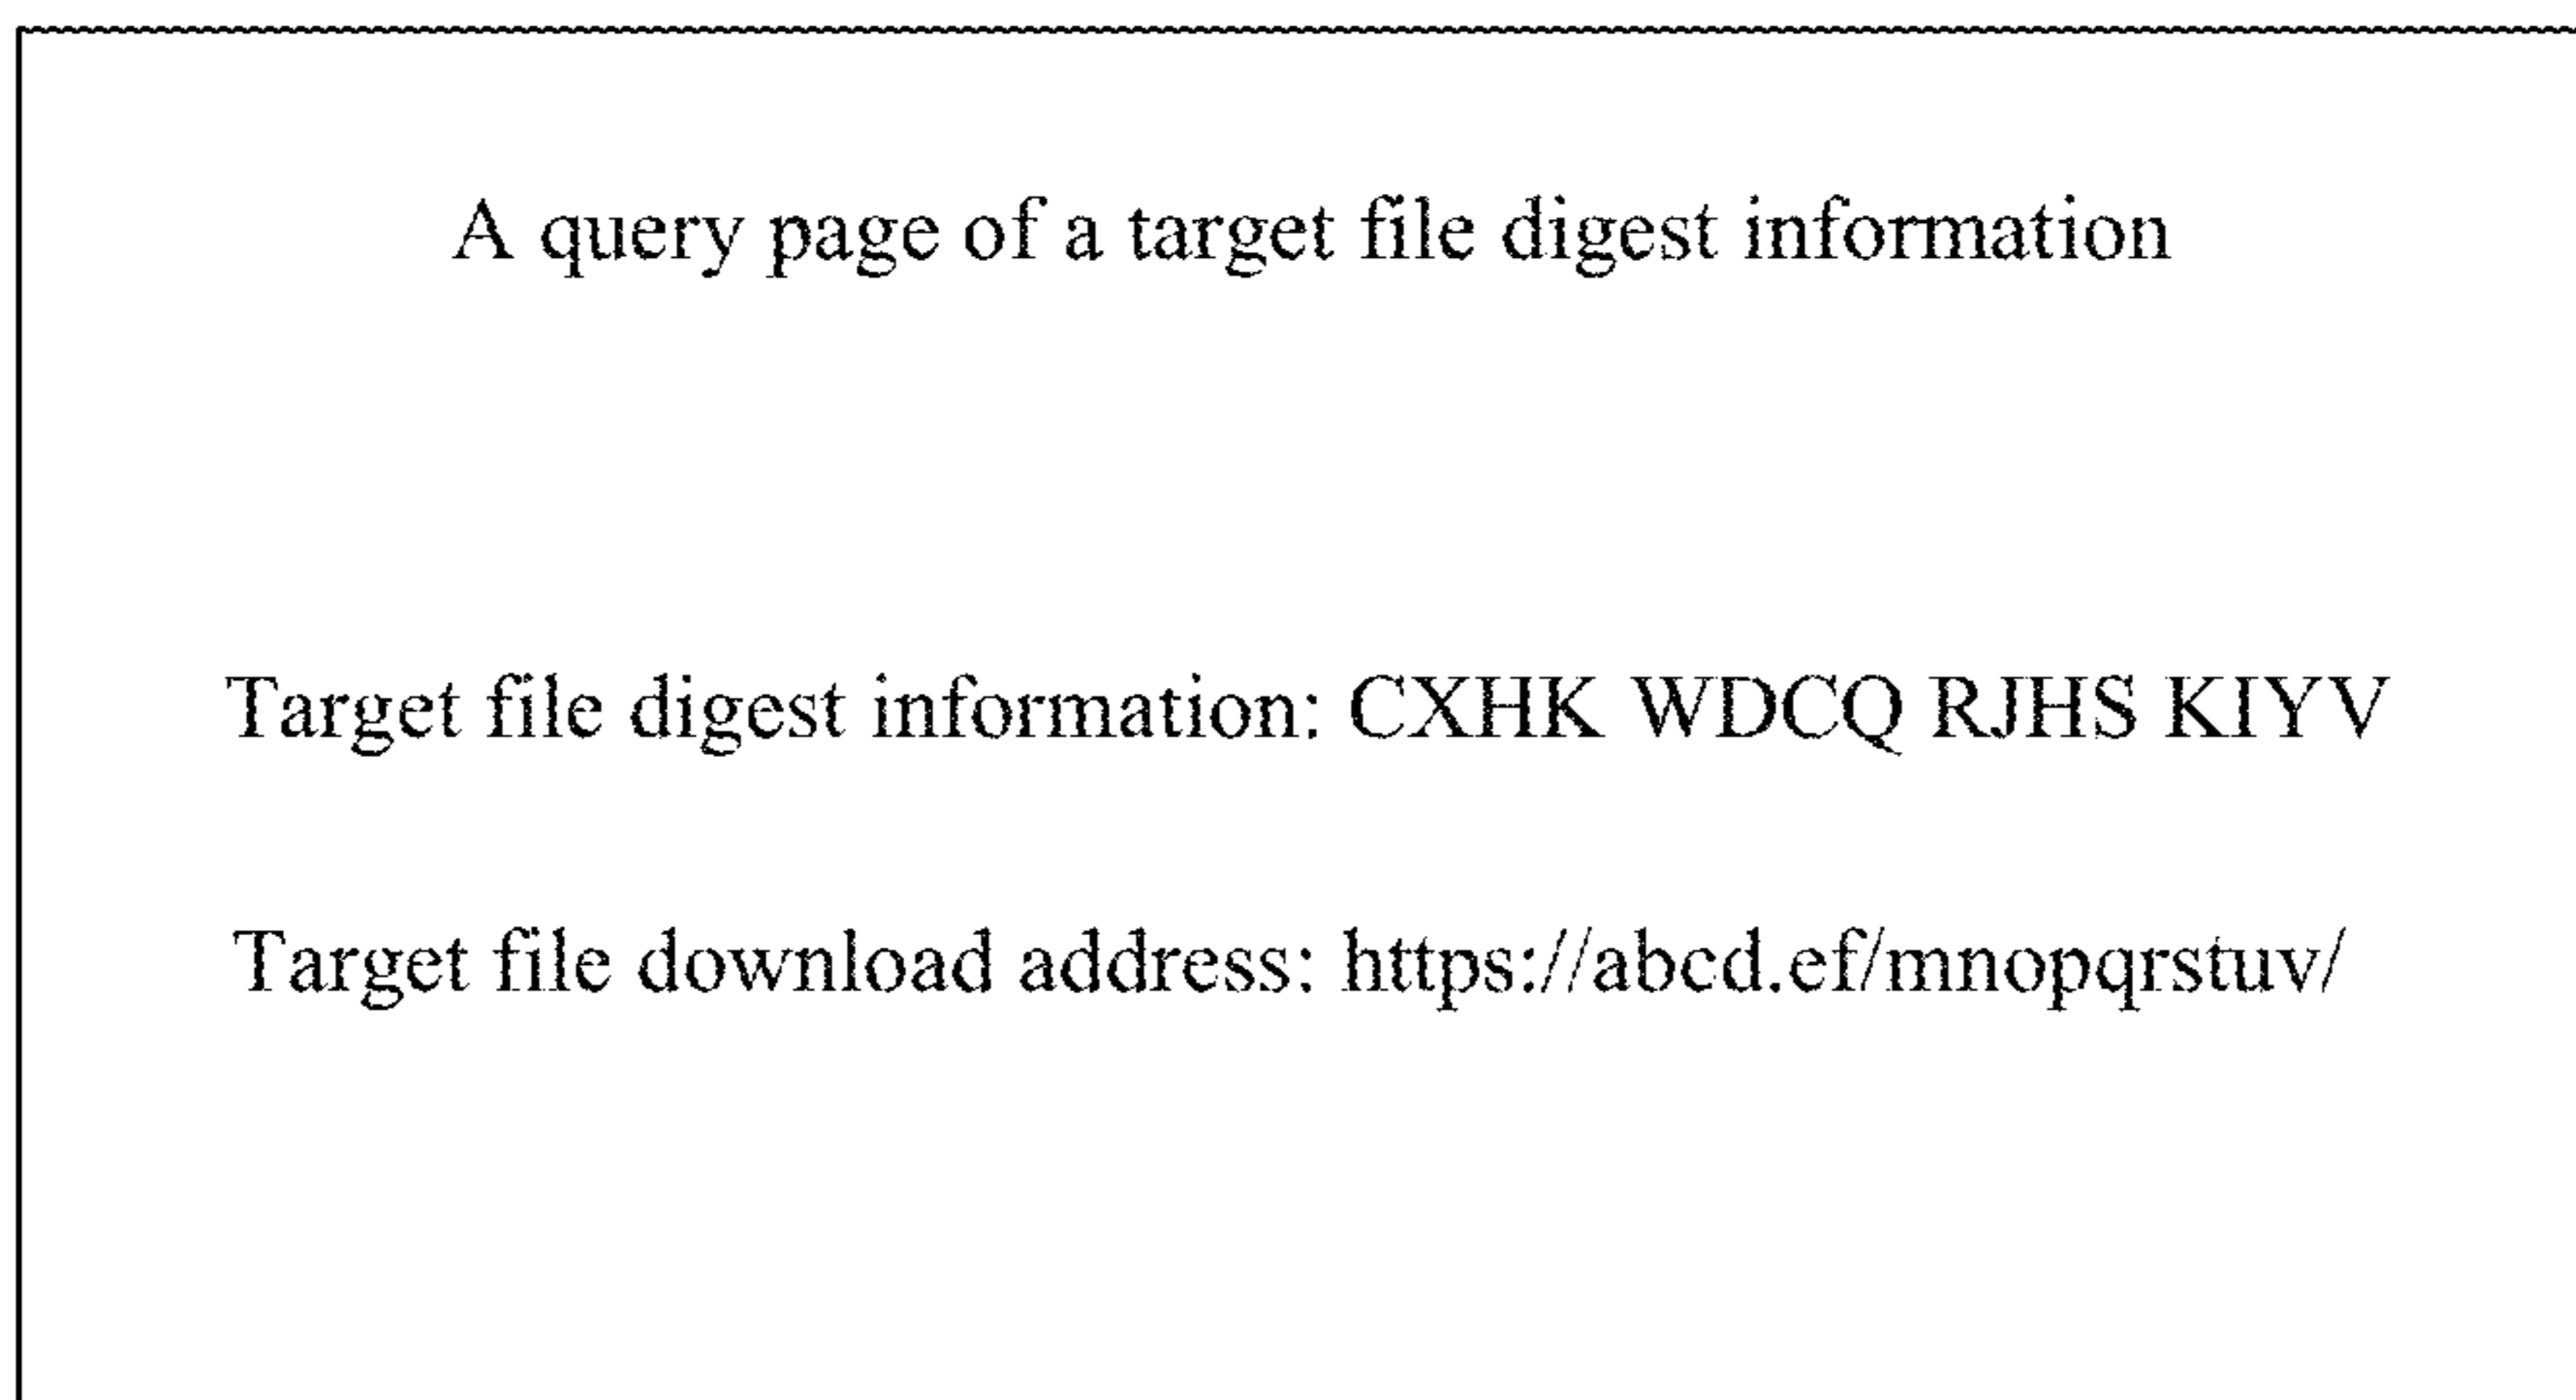 A query page of a target file digest information
Target file digest information: CXHK WDCQ RJHS KIYV
Target file download address: https://abcd.ef/mnopqrstuv/